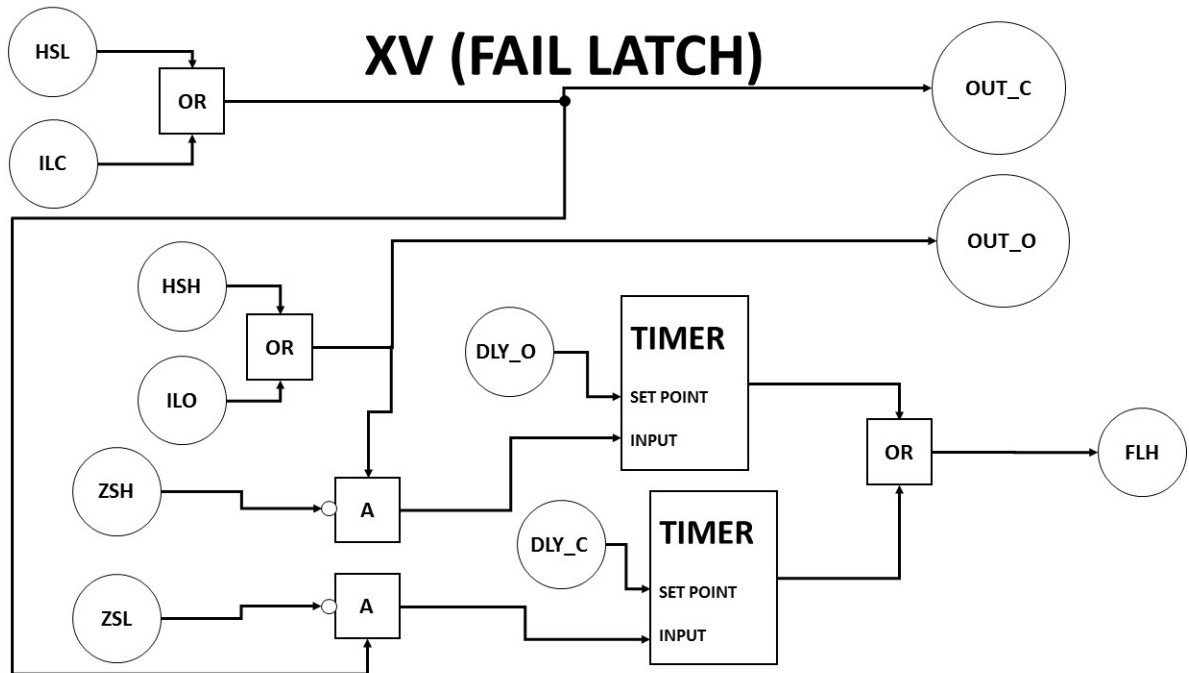 HSL
XV (FAIL LATCH)
OUT_C
OR
ILC
OUT_O
HSH
OR
DLY_O
TIMER
ILO
SET POINT
INPUT
OR
FLH
ZSH
A
DLY_C
TIMER
ZSL
A
SET POINT
INPUT